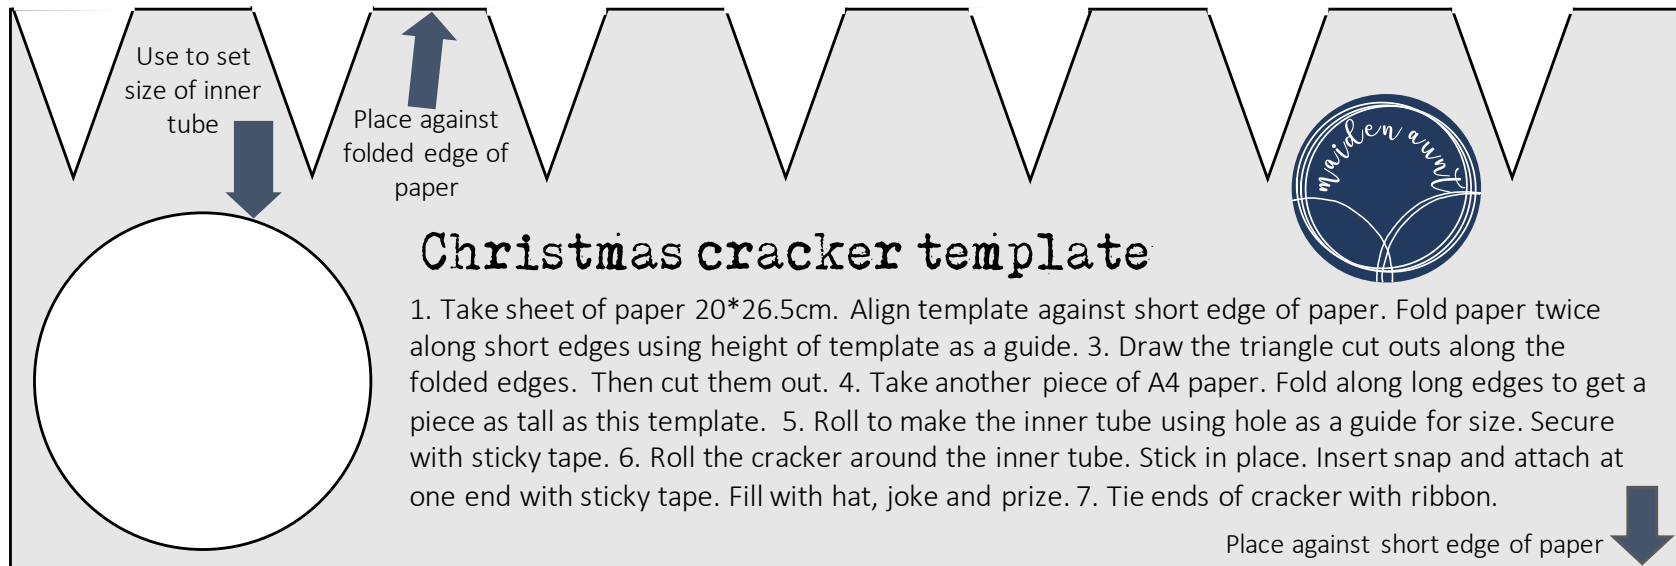 Use to set
size of inner
tube
Place against
folded edge of
paper
maiden aunt
Christmas cracker template
1. Take sheet of paper 20*26.5cm. Align template against short edge of paper. Fold paper twice
along short edges using height of template as a guide. 3. Draw the triangle cut outs along the
folded edges. Then cut them out. 4. Take another piece of A4 paper. Fold along long edges to get a
piece as tall as this template. 5. Roll to make the inner tube using hole as a guide for size. Secure
with sticky tape. 6. Roll the cracker around the inner tube. Stick in place. Insert snap and attach at
one end with sticky tape. Fill with hat, joke and prize. 7. Tie ends of cracker with ribbon.
Place against short edge of paper